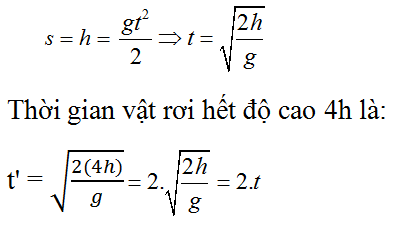 s = h = gt²/2 ⇒ t = √(2h/g)
Thời gian vật rơi hết độ cao 4h là:
t' = √(2(4h)/g) = 2.√(2h/g) = 2.t